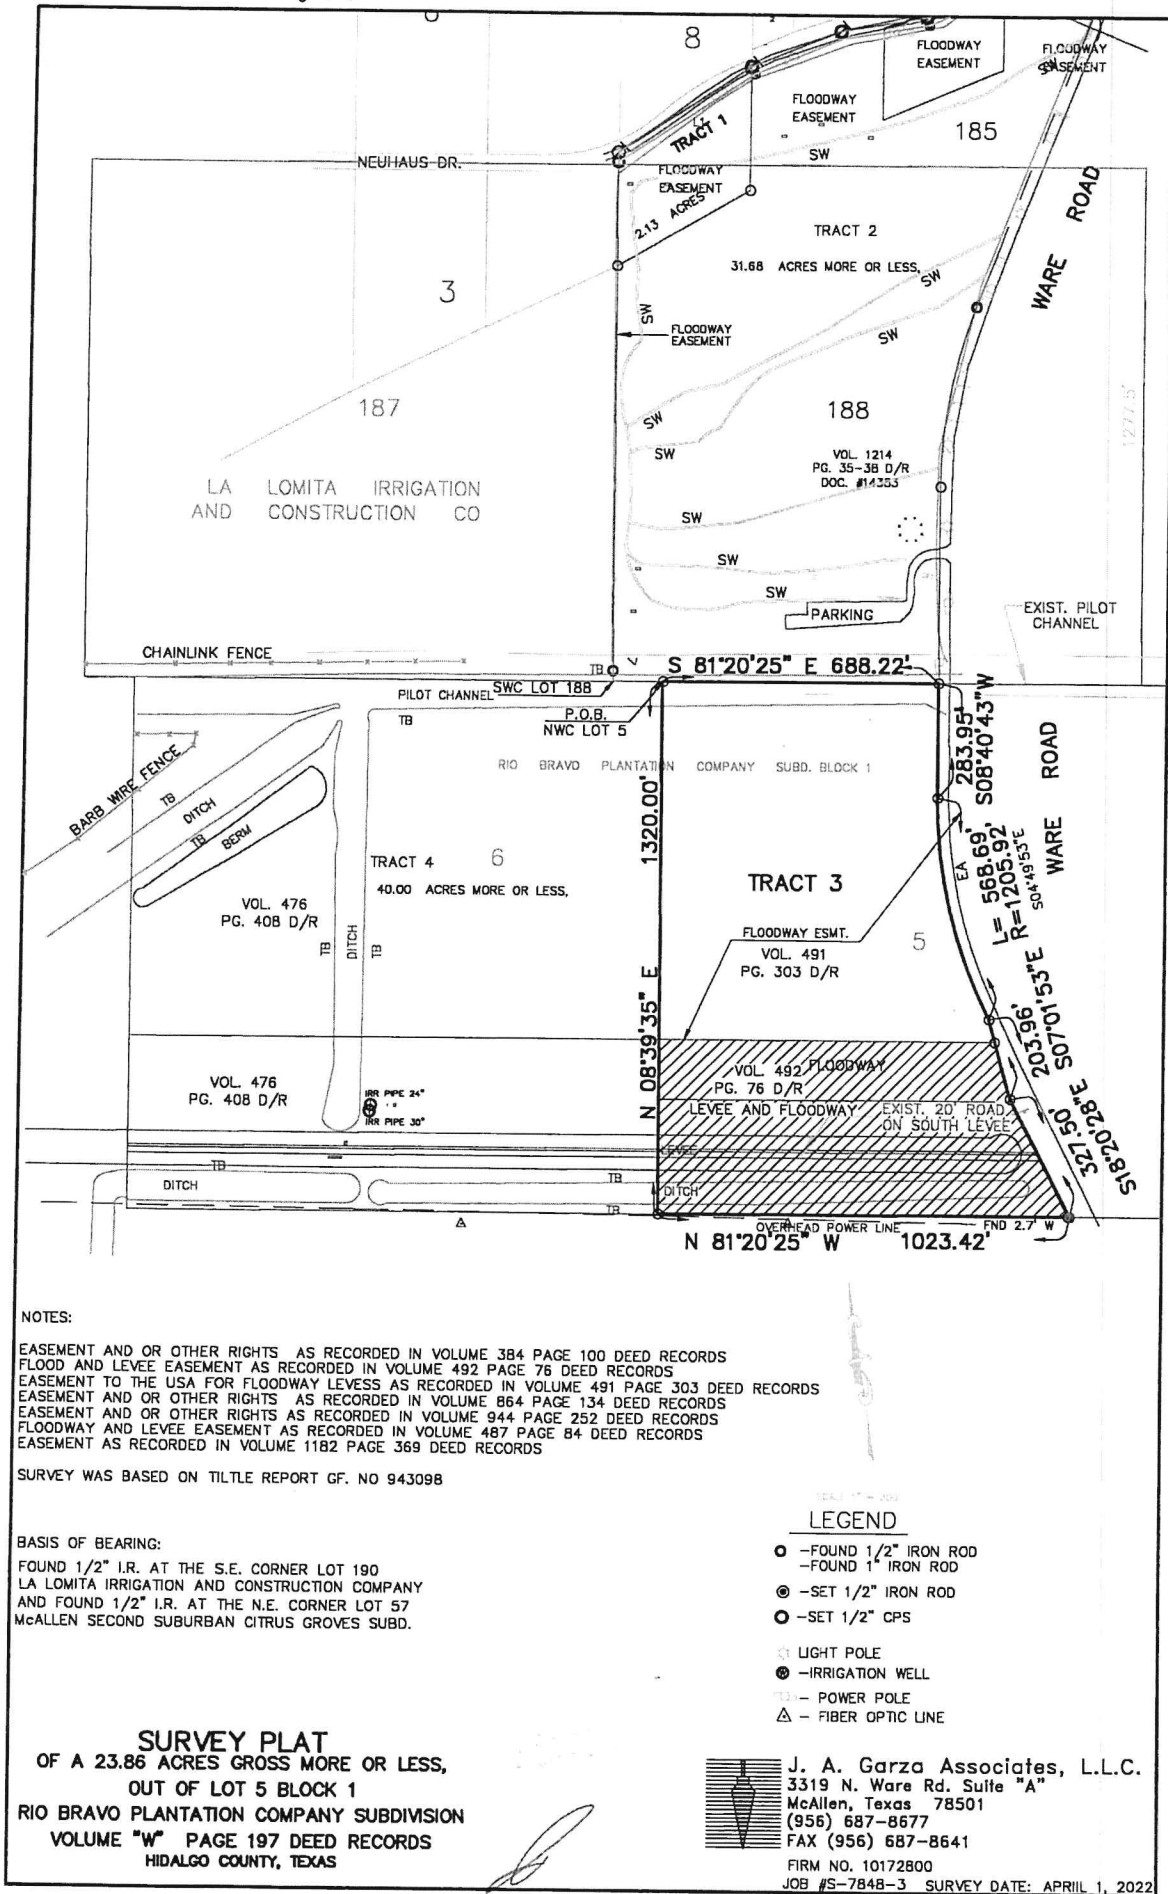 8
FLOODWAY
EASEMENT
FLOODWAY
EASEMENT
FLOODWAY
EASEMENT
SW
185
TRACT 1
SW
NEUHAUS DR.
FLOODWAY
EASEMENT
2.13 ACRES
TRACT 2
31.68 ACRES MORE OR LESS,
WARE ROAD
SW
3
SW
FLOODWAY
EASEMENT
SW
187
188
1277.5'
SW
SW
VOL. 1214
PG. 35-38 D/R
DOC. #14353
LA LOMITA IRRIGATION
AND CONSTRUCTION CO
SW
SW
SW
PARKING
EXIST. PILOT
CHANNEL
CHAINLINK FENCE
TB
S 81°20'25" E 688.22'
PILOT CHANNEL
SWC LOT 188
TB
P.O.B.
NWC LOT 5
283.95'
S08°40'43"W
RIO BRAVO PLANTATION COMPANY SUBD. BLOCK 1
BARB WIRE FENCE
TB
DITCH
TB
BERM
1320.00'
WARE ROAD
TRACT 4
6
40.00 ACRES MORE OR LESS,
TRACT 3
EA
L= 568.69'
R=1205.92
S04°49'53"E
VOL. 476
PG. 408 D/R
TB
DITCH
TB
FLOODWAY ESMT.
VOL. 491
PG. 303 D/R
5
N 08°39'35" E
203.96'
S07°01'53"E
VOL. 476
PG. 408 D/R
IRR PIPE 24"
IRR PIPE 30"
VOL. 492
PG. 76 D/R
FLOODWAY
LEVEE AND FLOODWAY
EXIST. 20' ROAD
ON SOUTH LEVEE
327.50'
S18°20'28"E
LEVEE
TB
DITCH
TB
DITCH
TB
OVERHEAD POWER LINE
FND 2.7' W
N 81°20'25" W 1023.42'
NOTES:
EASEMENT AND OR OTHER RIGHTS AS RECORDED IN VOLUME 384 PAGE 100 DEED RECORDS
FLOOD AND LEVEE EASEMENT AS RECORDED IN VOLUME 492 PAGE 76 DEED RECORDS
EASEMENT TO THE USA FOR FLOODWAY LEVESS AS RECORDED IN VOLUME 491 PAGE 303 DEED RECORDS
EASEMENT AND OR OTHER RIGHTS AS RECORDED IN VOLUME 864 PAGE 134 DEED RECORDS
EASEMENT AND OR OTHER RIGHTS AS RECORDED IN VOLUME 944 PAGE 252 DEED RECORDS
FLOODWAY AND LEVEE EASEMENT AS RECORDED IN VOLUME 487 PAGE 84 DEED RECORDS
EASEMENT AS RECORDED IN VOLUME 1182 PAGE 369 DEED RECORDS
SURVEY WAS BASED ON TILTLE REPORT GF. NO 943098
BASIS OF BEARING:
FOUND 1/2" I.R. AT THE S.E. CORNER LOT 190
LA LOMITA IRRIGATION AND CONSTRUCTION COMPANY
AND FOUND 1/2" I.R. AT THE N.E. CORNER LOT 57
McALLEN SECOND SUBURBAN CITRUS GROVES SUBD.
LEGEND
-FOUND 1/2" IRON ROD
-FOUND 1" IRON ROD
-SET 1/2" IRON ROD
-SET 1/2" CPS
LIGHT POLE
-IRRIGATION WELL
- POWER POLE
- FIBER OPTIC LINE
SURVEY PLAT
OF A 23.86 ACRES GROSS MORE OR LESS,
OUT OF LOT 5 BLOCK 1
RIO BRAVO PLANTATION COMPANY SUBDIVISION
VOLUME "W" PAGE 197 DEED RECORDS
HIDALGO COUNTY, TEXAS
J. A. Garza Associates, L.L.C.
3319 N. Ware Rd. Suite "A"
McAllen, Texas 78501
(956) 687-8677
FAX (956) 687-8641
FIRM NO. 10172800
JOB #S-7848-3 SURVEY DATE: APRIIL 1, 2022